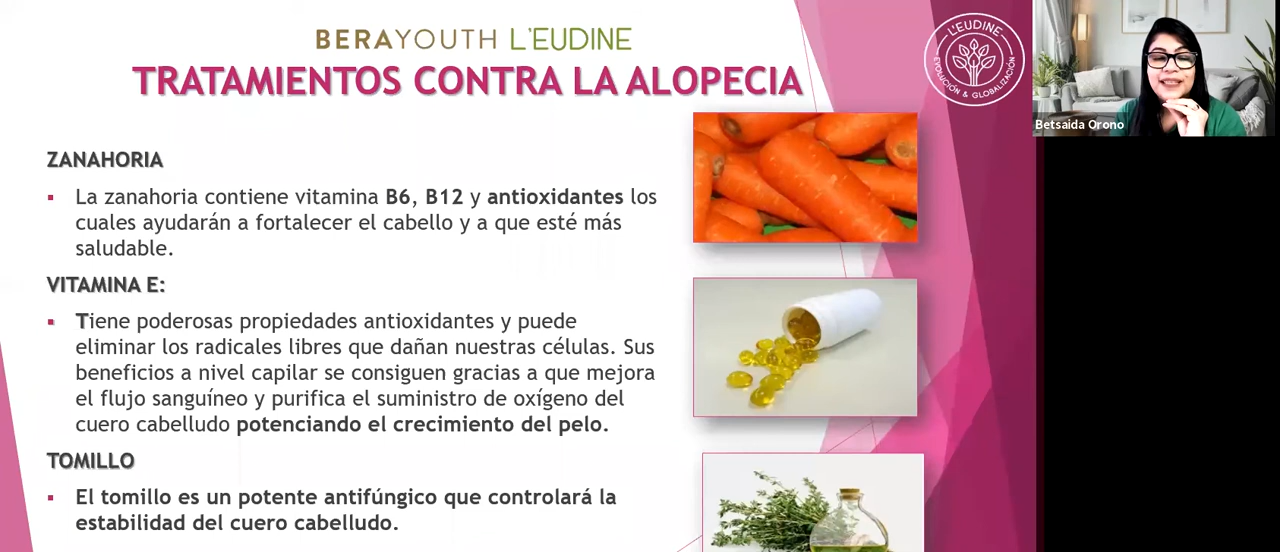 BERAYOUTH L'EUDINE
TRATAMIENTOS CONTRA LA ALOPECIA
L'EUDINE
EVOLUCIÓN & GLOBALIZACIÓN
Betsaida Orono
ZANAHORIA
▪ La zanahoria contiene vitamina B6, B12 y antioxidantes los
cuales ayudarán a fortalecer el cabello y a que esté más
saludable.
VITAMINA E:
▪ Tiene poderosas propiedades antioxidantes y puede
eliminar los radicales libres que dañan nuestras células. Sus
beneficios a nivel capilar se consiguen gracias a que mejora
el flujo sanguíneo y purifica el suministro de oxígeno del
cuero cabelludo potenciando el crecimiento del pelo.
TOMILLO
▪ El tomillo es un potente antifúngico que controlará la
estabilidad del cuero cabelludo.